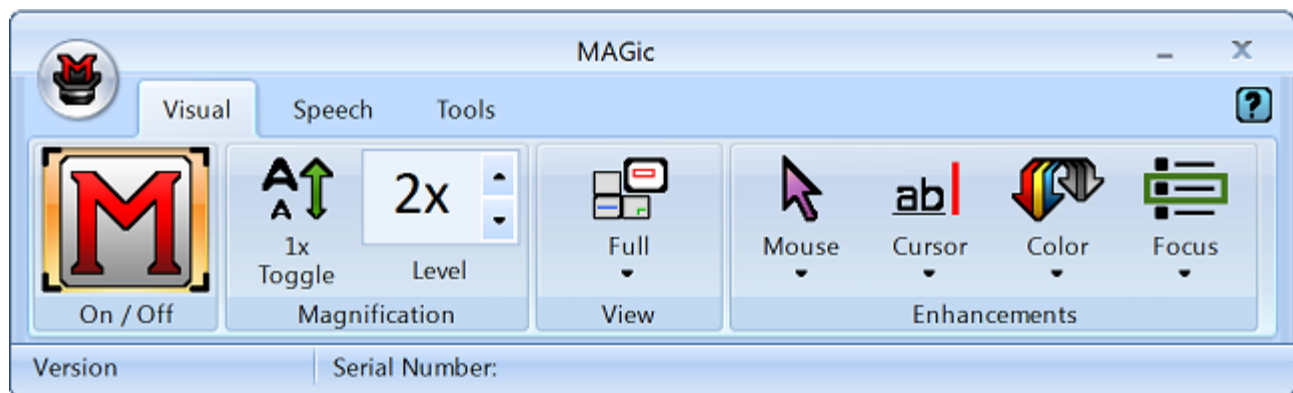 MAGic
Visual Speech Tools
M
A
A
1x
Toggle
2x
Level
Full
ab
Mouse Cursor Color Focus
On / Off Magnification View Enhancements
Version Serial Number: